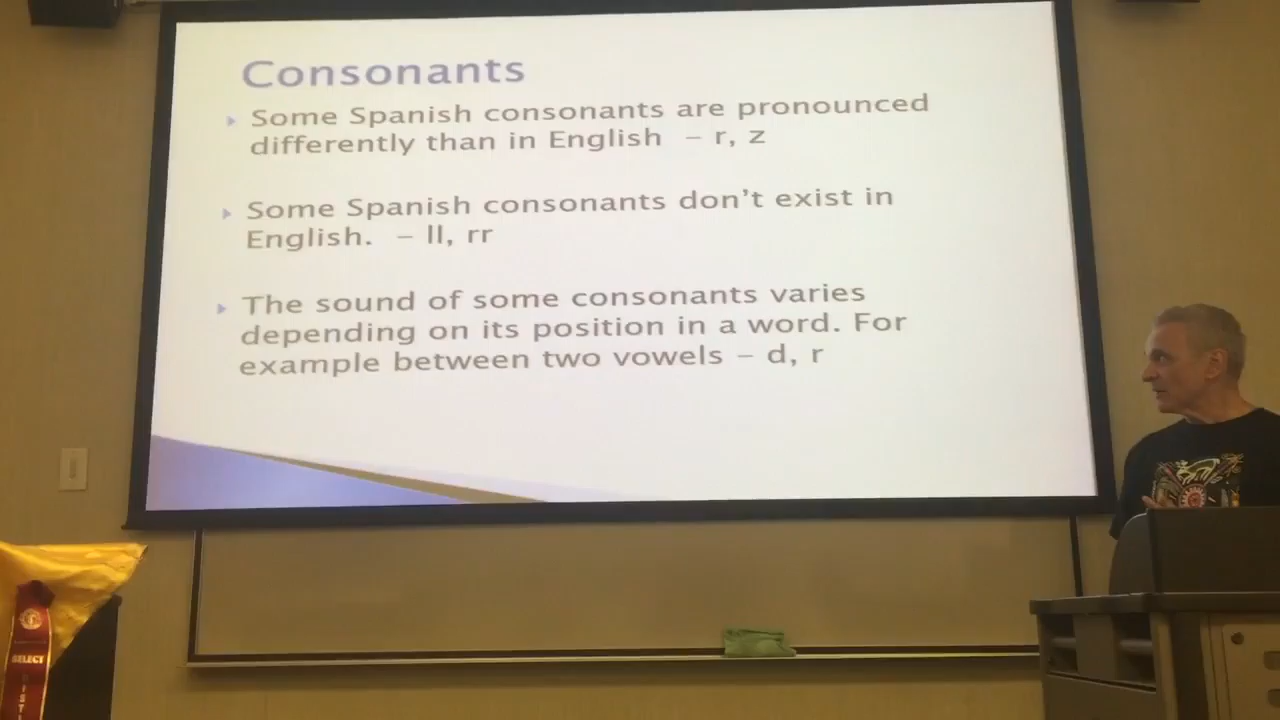 Consonants
Some Spanish consonants are pronounced
differently than in English – r, z
Some Spanish consonants don't exist in
English. – ll, rr
The sound of some consonants varies
depending on its position in a word. For
example between two vowels – d, r
SELECT